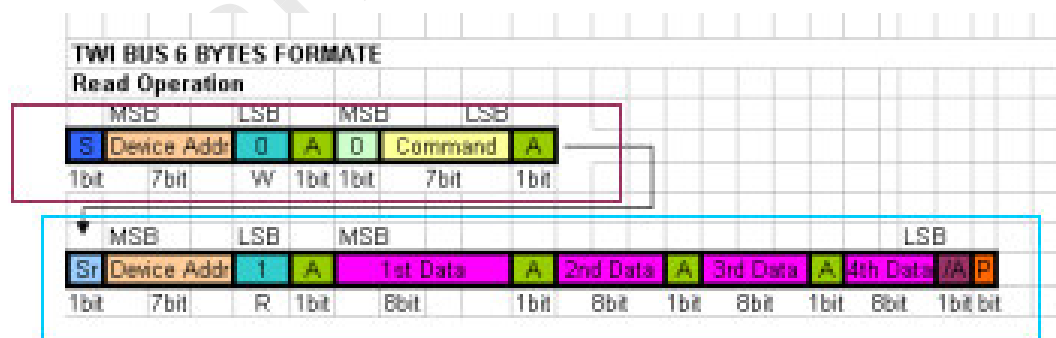 TWI BUS 6 BYTES FORMATE
Read Operation
MSB LSB MSB LSB
S Device Addr 0 A 0 Command A
1bit 7bit W 1bit 1bit 7bit 1bit
MSB LSB MSB LSB
Sr Device Addr 1 A 1st Data A 2nd Data A 3rd Data A 4th Data /A P
1bit 7bit R 1bit 8bit 1bit 8bit 1bit 8bit 1bit 8bit 1bit bit